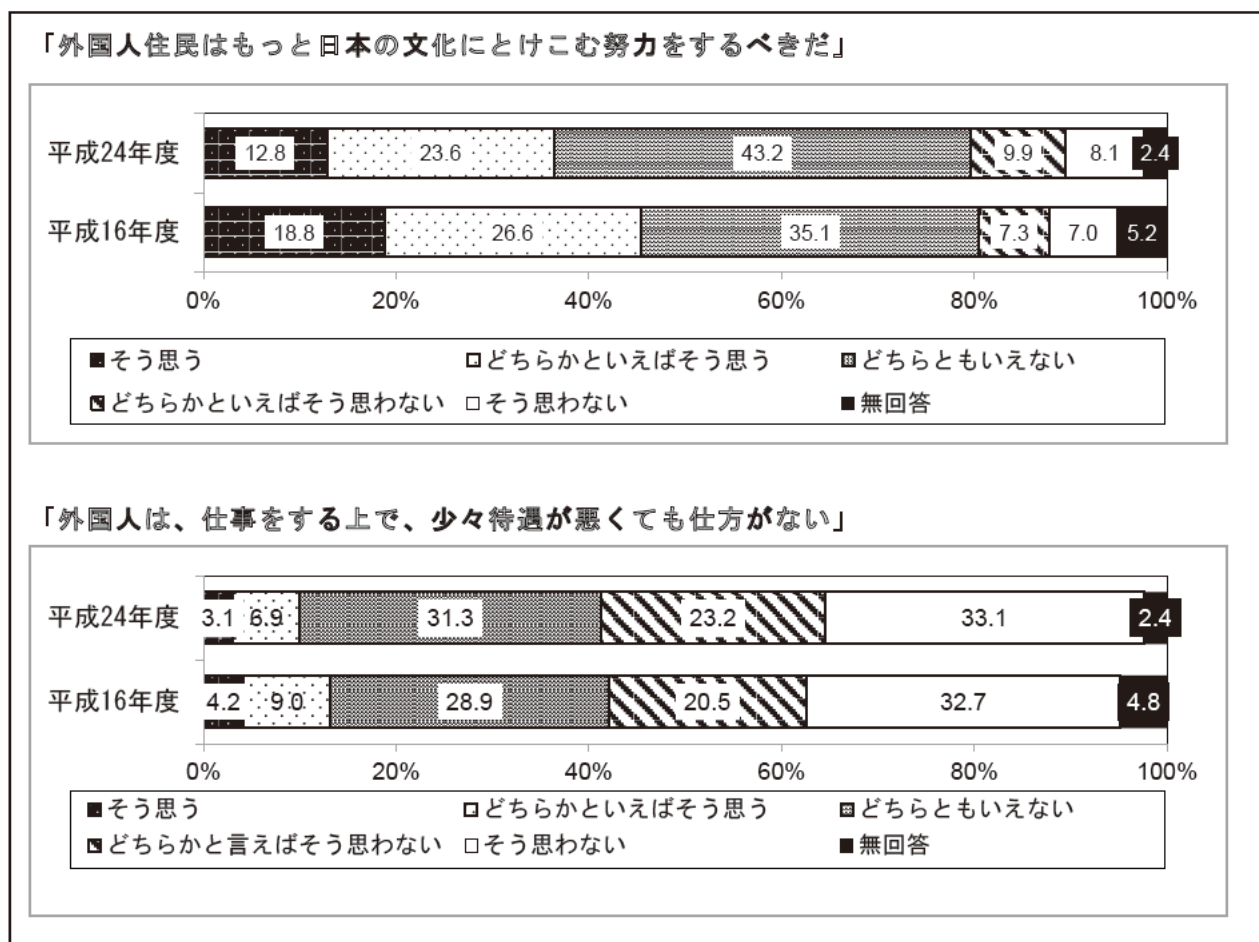 「外国人住民はもっと日本の文化にとけこむ努力をするべきだ」
平成24年度 12.8 23.6 43.2 9.9 8.1 2.4
平成16年度 18.8 26.6 35.1 7.3 7.0 5.2
0% 20% 40% 60% 80% 100%
■そう思う □どちらかといえばそう思う ▩どちらともいえない
▧どちらかといえばそう思わない □そう思わない ■無回答
「外国人は、仕事をする上で、少々待遇が悪くても仕方がない」
平成24年度 3.1 6.9 31.3 23.2 33.1 2.4
平成16年度 4.2 9.0 28.9 20.5 32.7 4.8
0% 20% 40% 60% 80% 100%
■そう思う □どちらかといえばそう思う ▩どちらともいえない
▧どちらかと言えばそう思わない □そう思わない ■無回答